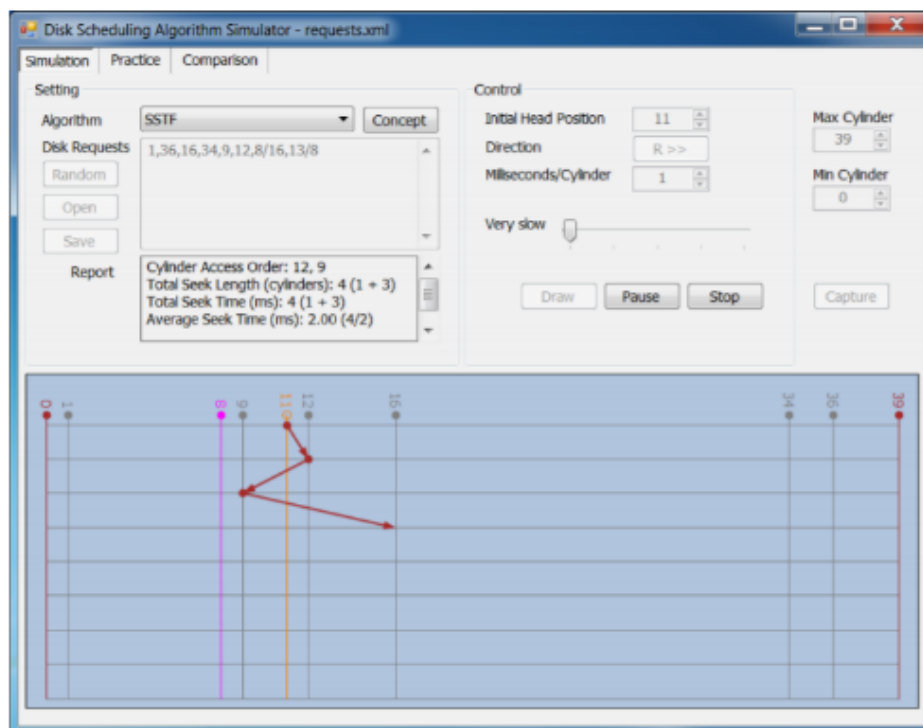 Disk Scheduling Algorithm Simulator - requests.xml
Simulation Practice Comparison
Setting
Algorithm SSTF Concept
Disk Requests 1,36,16,34,9,12,8/16,13/8
Random
Open
Save
Report
Cylinder Access Order: 12, 9
Total Seek Length (cylinders): 4 (1 + 3)
Total Seek Time (ms): 4 (1 + 3)
Average Seek Time (ms): 2.00 (4/2)
Control
Initial Head Position 11
Direction R >>
Miliseconds/Cylinder 1
Very slow
Draw Pause Stop
Max Cylinder
39
Min Cylinder
0
Capture
0 1 8 9 11 12 16 34 36 39